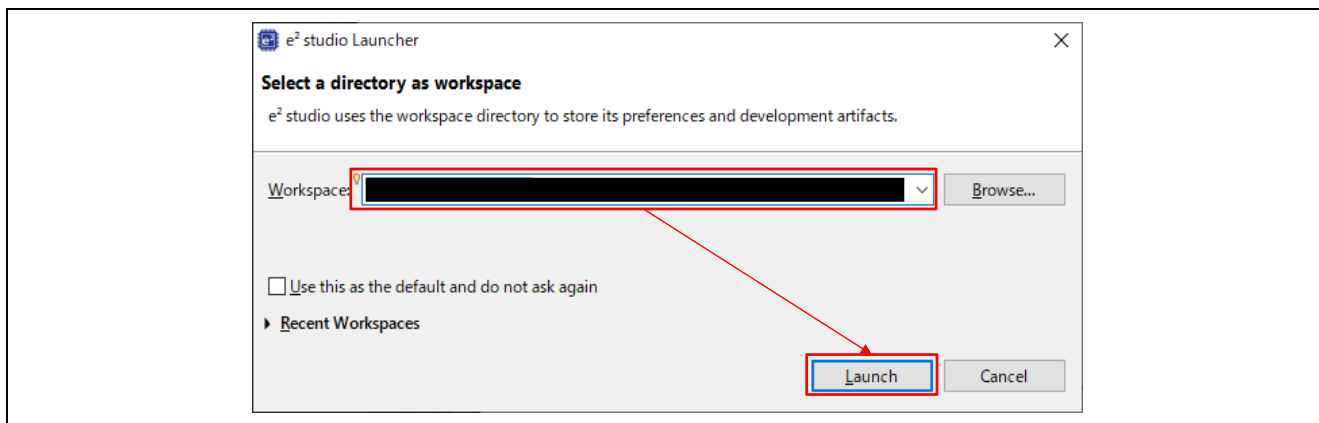 e² studio Launcher
Select a directory as workspace
e² studio uses the workspace directory to store its preferences and development artifacts.
Workspace: Browse...
Use this as the default and do not ask again
Recent Workspaces
Launch Cancel